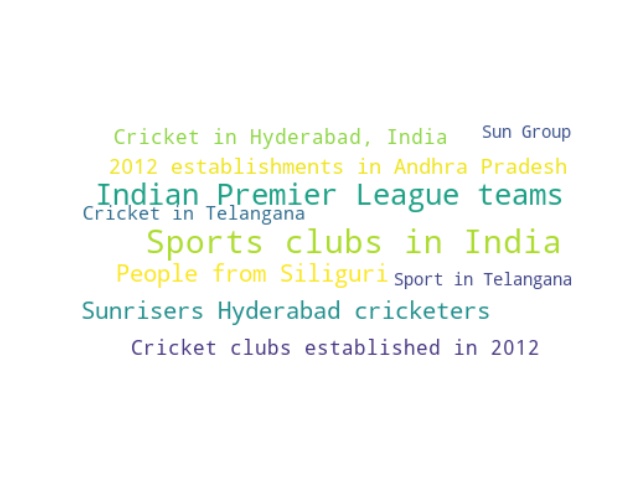 Sun Group
Cricket in Hyderabad, India
2012 establishments in Andhra Pradesh
Indian Premier League teams
Cricket in Telangana
Sports clubs in India
People from Siliguri
Sport in Telangana
Sunrisers Hyderabad cricketers
Cricket clubs established in 2012